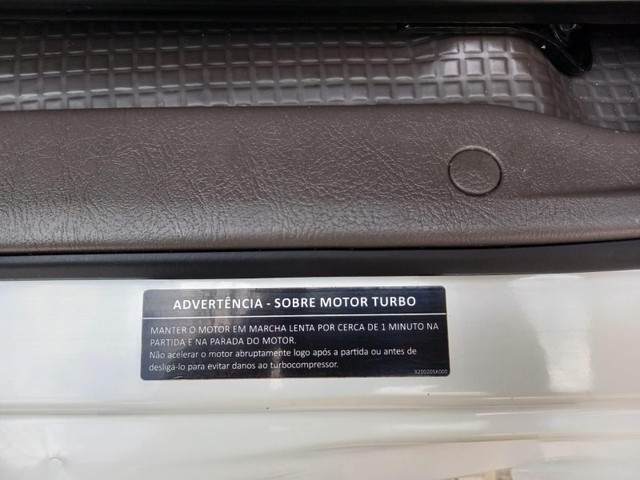 ADVERTÊNCIA - SOBRE MOTOR TURBO
MANTER O MOTOR EM MARCHA LENTA POR CERCA DE 1 MINUTO NA
PARTIDA E NA PARADA DO MOTOR.
Não acelerar o motor abruptamente logo após a partida ou antes de
desligá-lo para evitar danos ao turbocompressor.